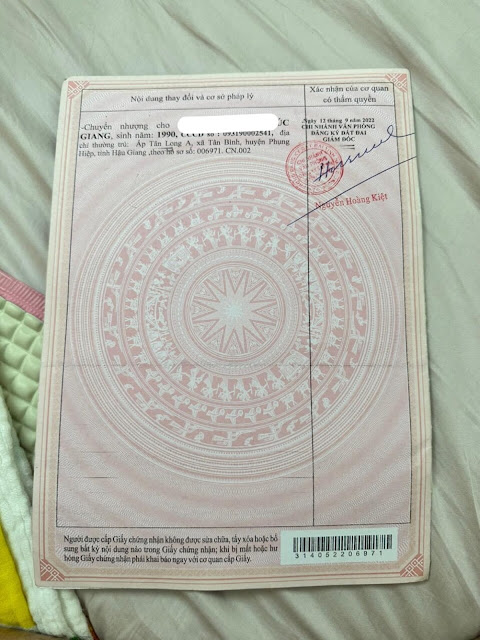 Nội dung thay đổi và cơ sở pháp lý
Xác nhận của cơ quan
có thẩm quyền
-Chuyển nhượng cho
GIANG, sinh năm: 1990, CCCD số : 093190002541, địa
chỉ thường trú: Ấp Tân Long A, xã Tân Bình, huyện Phụng
Hiệp, tỉnh Hậu Giang ,theo hồ sơ số: 006971. CN.002
Ngày 12 tháng 9 năm 2022
CHI NHÁNH VĂN PHÒNG
ĐĂNG KÝ ĐẤT ĐAI
GIÁM ĐỐC
Nguyễn Hoàng Kiệt
Người được cấp Giấy chứng nhận không được sửa chữa, tẩy xóa hoặc bổ
sung bất kỳ nội dung nào trong Giấy chứng nhận; khi bị mất hoặc hư
hỏng Giấy chứng nhận phải khai báo ngay với cơ quan cấp Giấy.
314052206971